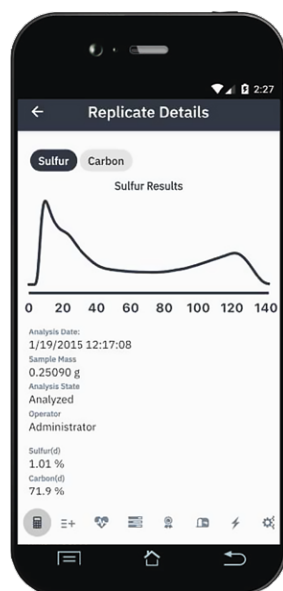 2:27
Replicate Details
Sulfur Carbon
Sulfur Results
0 20 40 60 80 100 120 140
Analysis Date:
1/19/2015 12:17:08
Sample Mass
0.25090 g
Analysis State
Analyzed
Operator
Administrator
Sulfur(d)
1.01 %
Carbon(d)
71.9 %